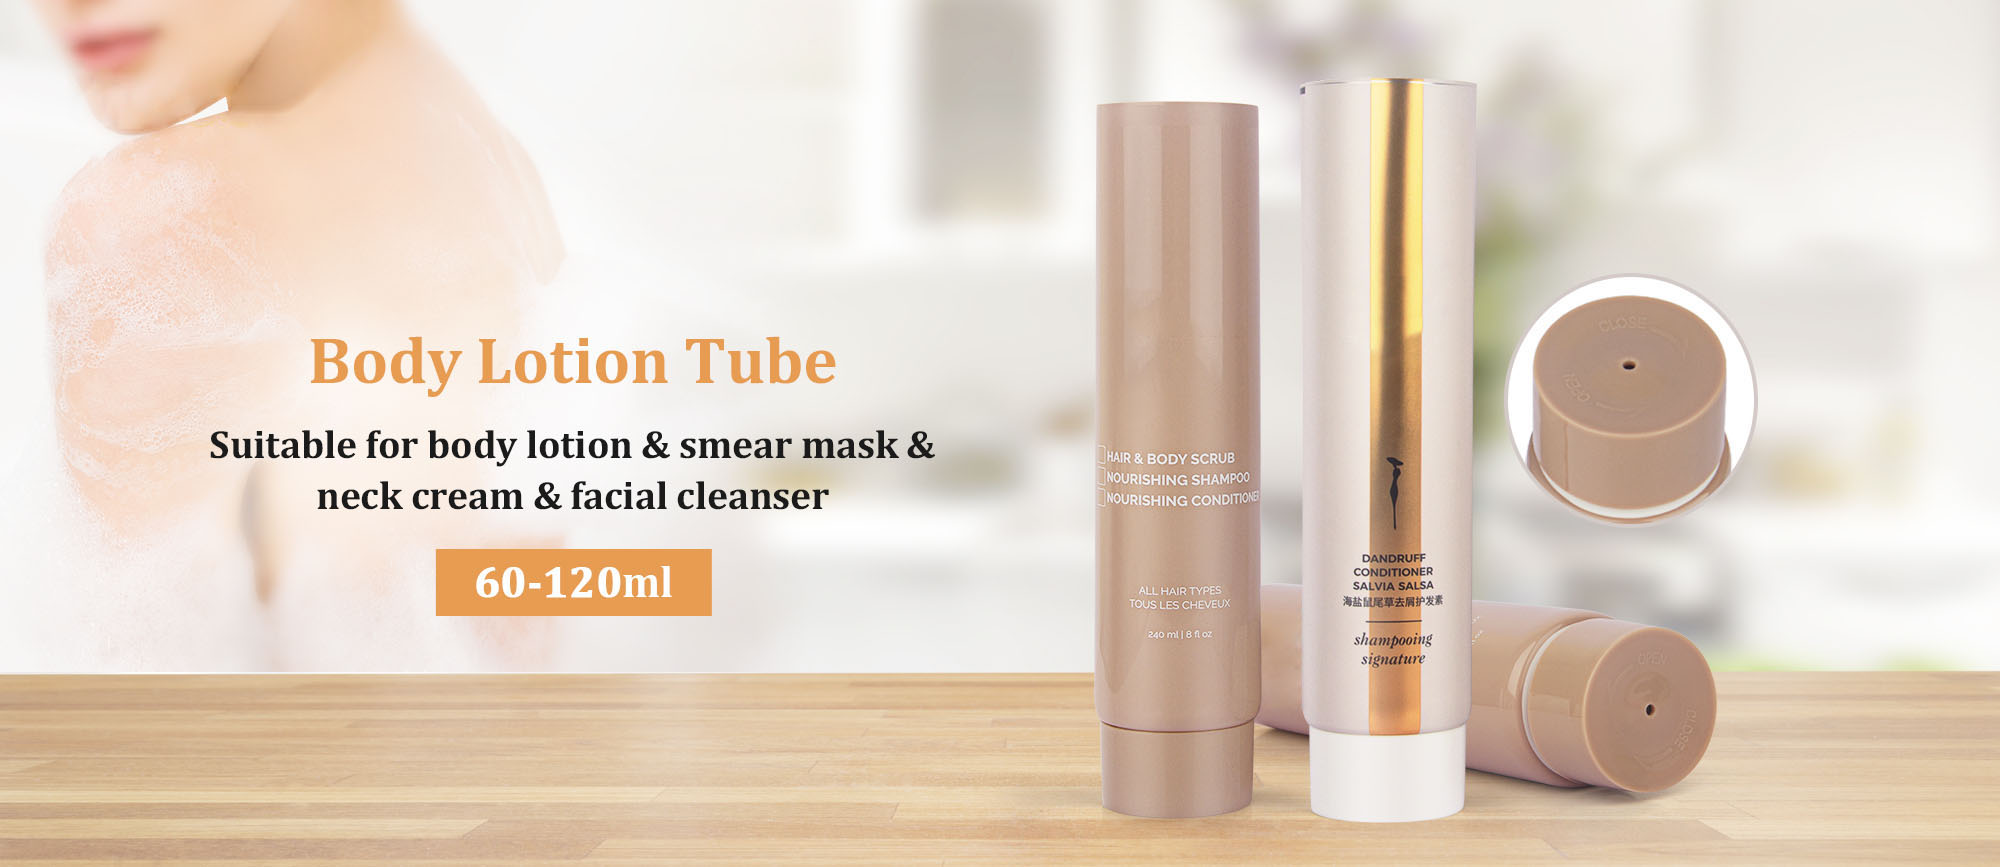 Body Lotion Tube
Suitable for body lotion & smear mask &
neck cream & facial cleanser
60-120ml
HAIR & BODY SCRUB
NOURISHING SHAMPOO
NOURISHING CONDITIONER
ALL HAIR TYPES
TOUS LES CHEVEUX
240 ml | 8 fl oz
DANDRUFF
CONDITIONER
SALVIA SALSA
海盐鼠尾草去屑护发素
shampooing
signature
CLOSE
OPEN
OPEN
CLOSE